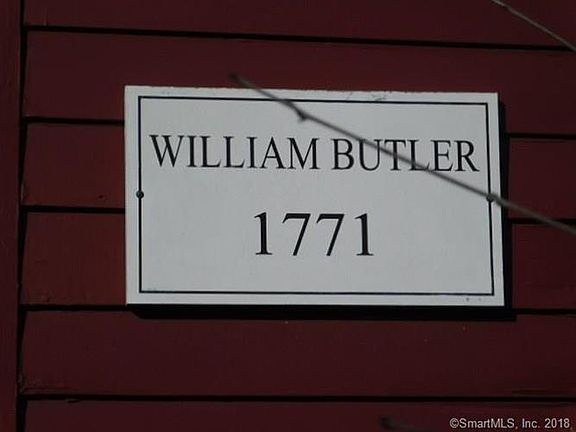 WILLIAM BUTLER
1771
©SmartMLS, Inc. 2018